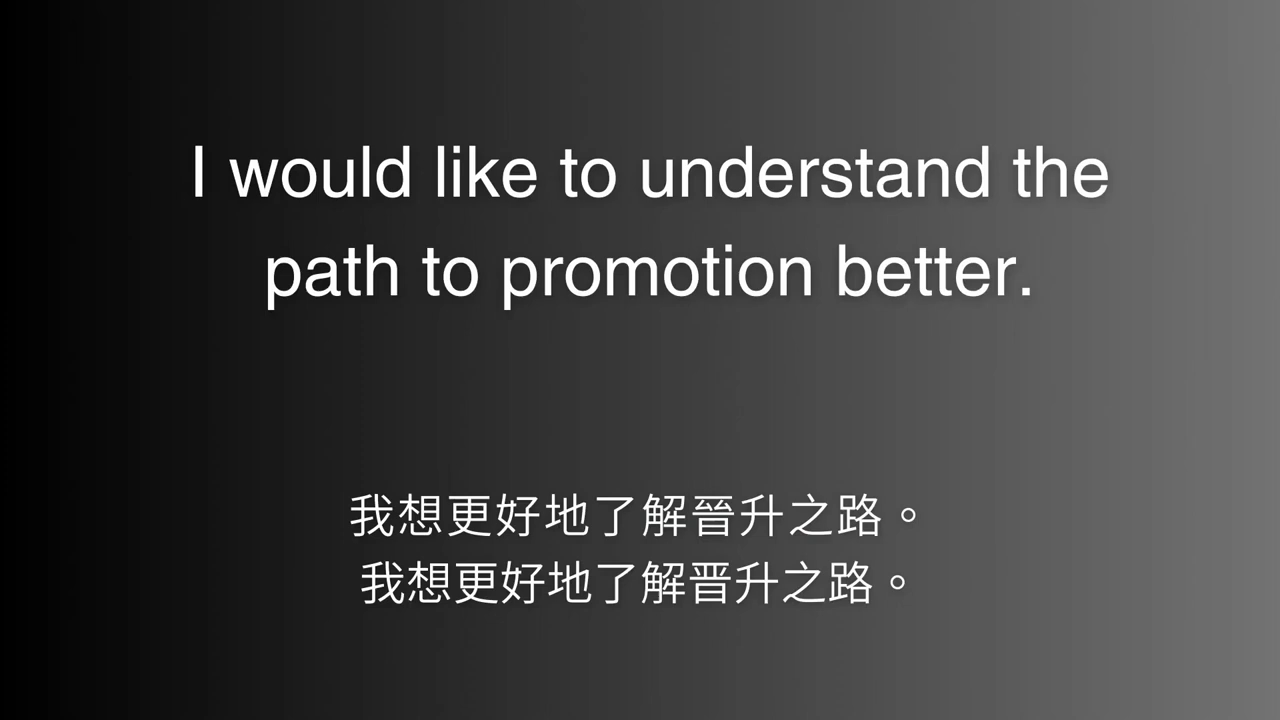 I would like to understand the
path to promotion better.
我想更好地了解晉升之路。
我想更好地了解晋升之路。